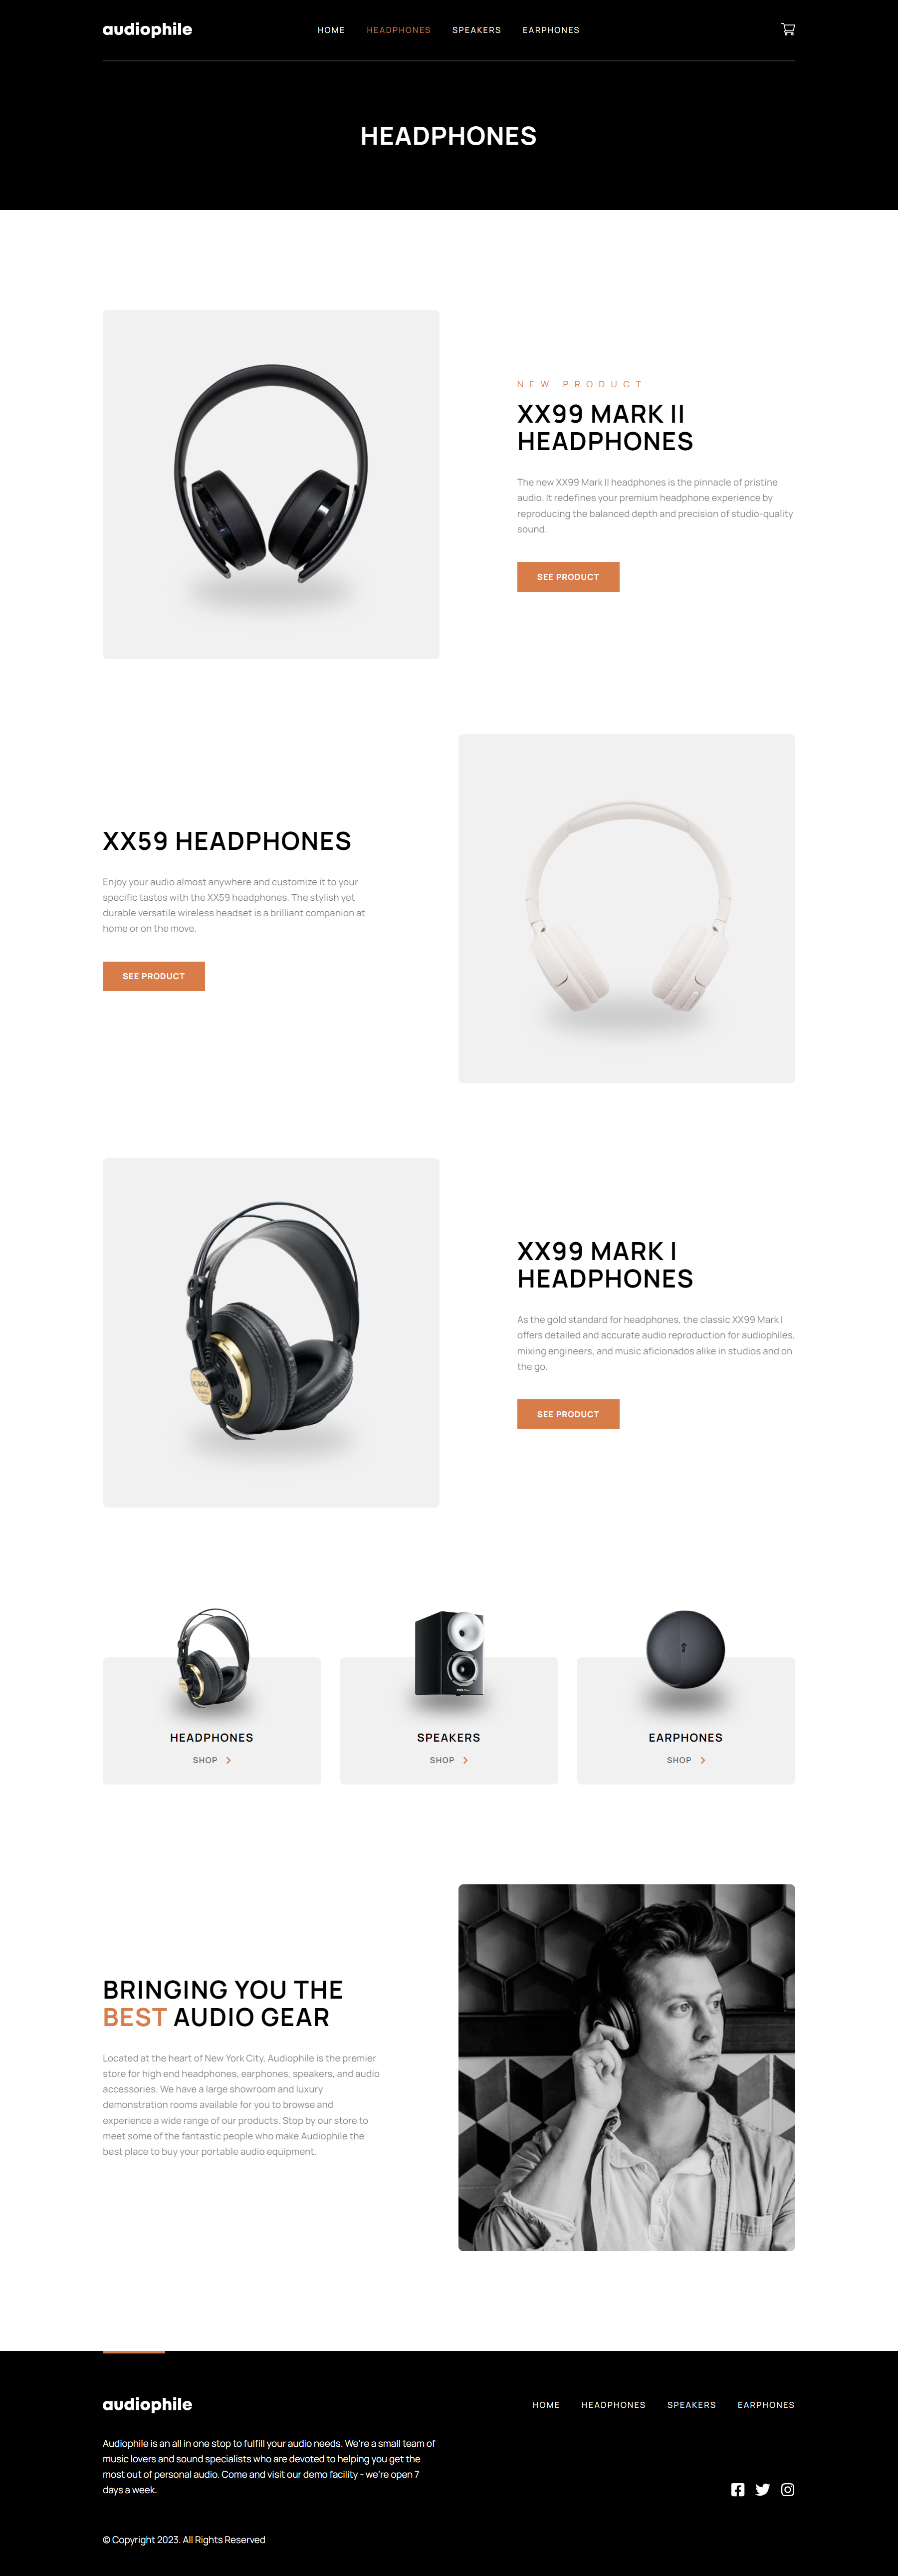 audiophile
HOME HEADPHONES SPEAKERS EARPHONES
HEADPHONES
NEW PRODUCT
XX99 MARK II
HEADPHONES
The new XX99 Mark II headphones is the pinnacle of pristine
audio. It redefines your premium headphone experience by
reproducing the balanced depth and precision of studio-quality
sound.
SEE PRODUCT
XX59 HEADPHONES
Enjoy your audio almost anywhere and customize it to your
specific tastes with the XX59 headphones. The stylish yet
durable versatile wireless headset is a brilliant companion at
home or on the move.
SEE PRODUCT
XX99 MARK I
HEADPHONES
As the gold standard for headphones, the classic XX99 Mark I
offers detailed and accurate audio reproduction for audiophiles,
mixing engineers, and music aficionados alike in studios and on
the go.
SEE PRODUCT
HEADPHONES
SHOP
SPEAKERS
SHOP
EARPHONES
SHOP
BRINGING YOU THE
BEST AUDIO GEAR
Located at the heart of New York City, Audiophile is the premier
store for high end headphones, earphones, speakers, and audio
accessories. We have a large showroom and luxury
demonstration rooms available for you to browse and
experience a wide range of our products. Stop by our store to
meet some of the fantastic people who make Audiophile the
best place to buy your portable audio equipment.
audiophile
HOME HEADPHONES SPEAKERS EARPHONES
Audiophile is an all in one stop to fulfill your audio needs. We're a small team of
music lovers and sound specialists who are devoted to helping you get the
most out of personal audio. Come and visit our demo facility - we're open 7
days a week.
© Copyright 2023. All Rights Reserved